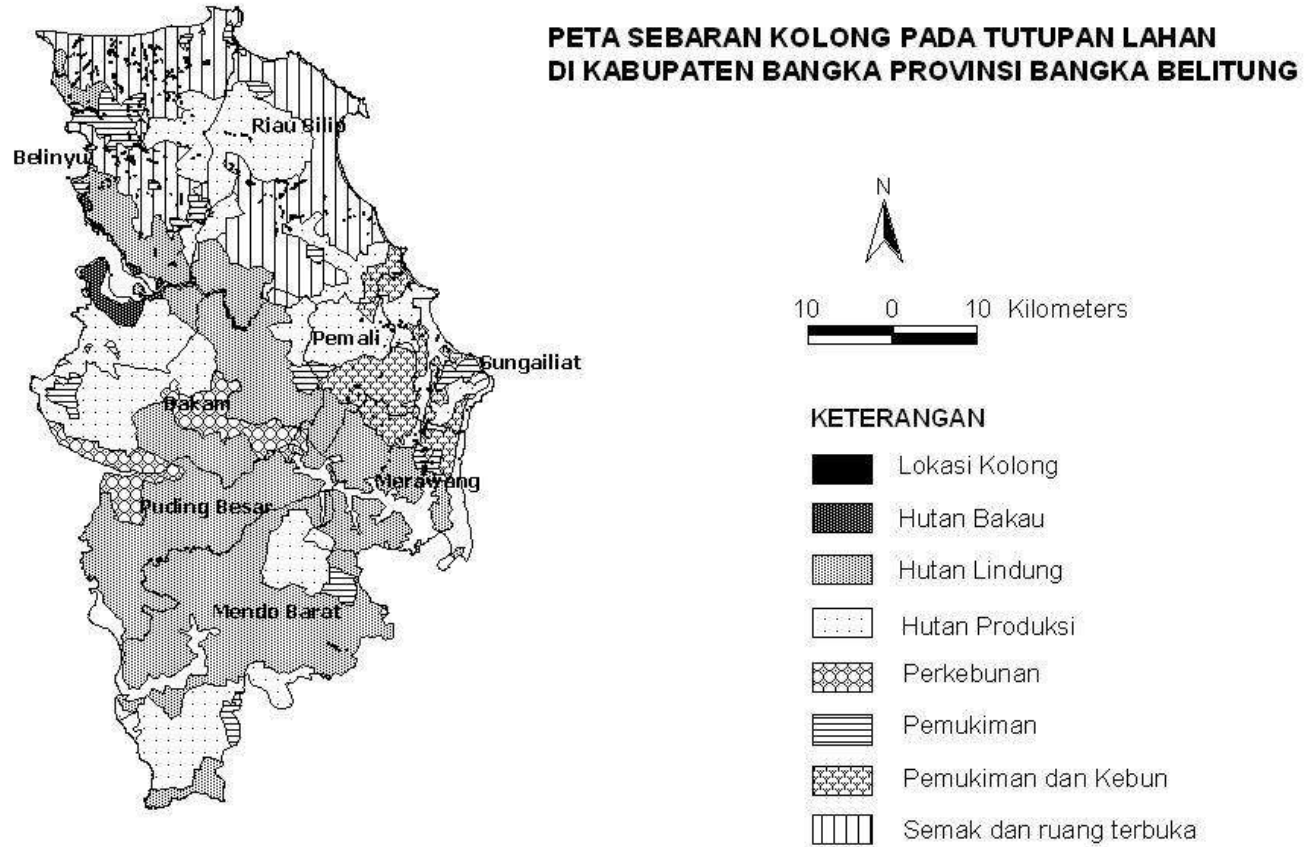 PETA SEBARAN KOLONG PADA TUTUPAN LAHAN
DI KABUPATEN BANGKA PROVINSI BANGKA BELITUNG
Riau Silip
Belinyu
Pemali
Sungailiat
Bakam
Merawang
Puding Besar
Mendo Barat
N
10 0 10 Kilometers
KETERANGAN
Lokasi Kolong
Hutan Bakau
Hutan Lindung
Hutan Produksi
Perkebunan
Pemukiman
Pemukiman dan Kebun
Semak dan ruang terbuka